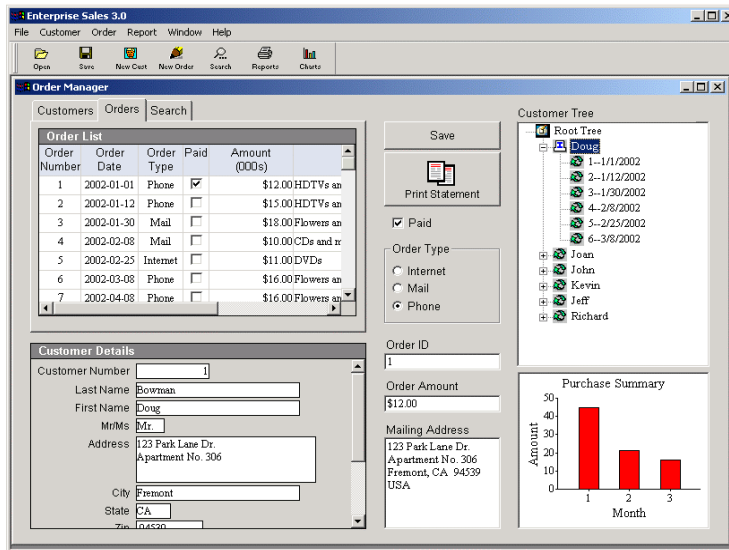 Enterprise Sales 3.0
File Customer Order Report Window Help
Open Save New Cust New Order Search Reports Charts
Order Manager
Customers Orders Search
Order List
Order Number Order Date Order Type Paid Amount (000s)
1 2002-01-01 Phone $12.00 HDTVs an
2 2002-01-12 Phone $15.00 HDTVs an
3 2002-01-30 Mail $18.00 Flowers an
4 2002-02-08 Mail $10.00 CDs and m
5 2002-02-25 Internet $11.00 DVDs
6 2002-03-08 Phone $16.00 Flowers an
7 2002-04-08 Phone $16.00 Flowers an
Customer Details
Customer Number 1
Last Name Bowman
First Name Doug
Mr/Ms Mr.
Address 123 Park Lane Dr.
Apartment No. 306
City Fremont
State CA
Zip 94539
Save
Print Statement
Paid
Order Type
Internet
Mail
Phone
Order ID
1
Order Amount
$12.00
Mailing Address
123 Park Lane Dr.
Apartment No. 306
Fremont, CA 94539
USA
Customer Tree
Root Tree
Doug
1--1/1/2002
2--1/12/2002
3--1/30/2002
4--2/8/2002
5--2/25/2002
6--3/8/2002
Joan
John
Kevin
Jeff
Richard
Purchase Summary
Amount
50
40
30
20
10
0
1 2 3
Month